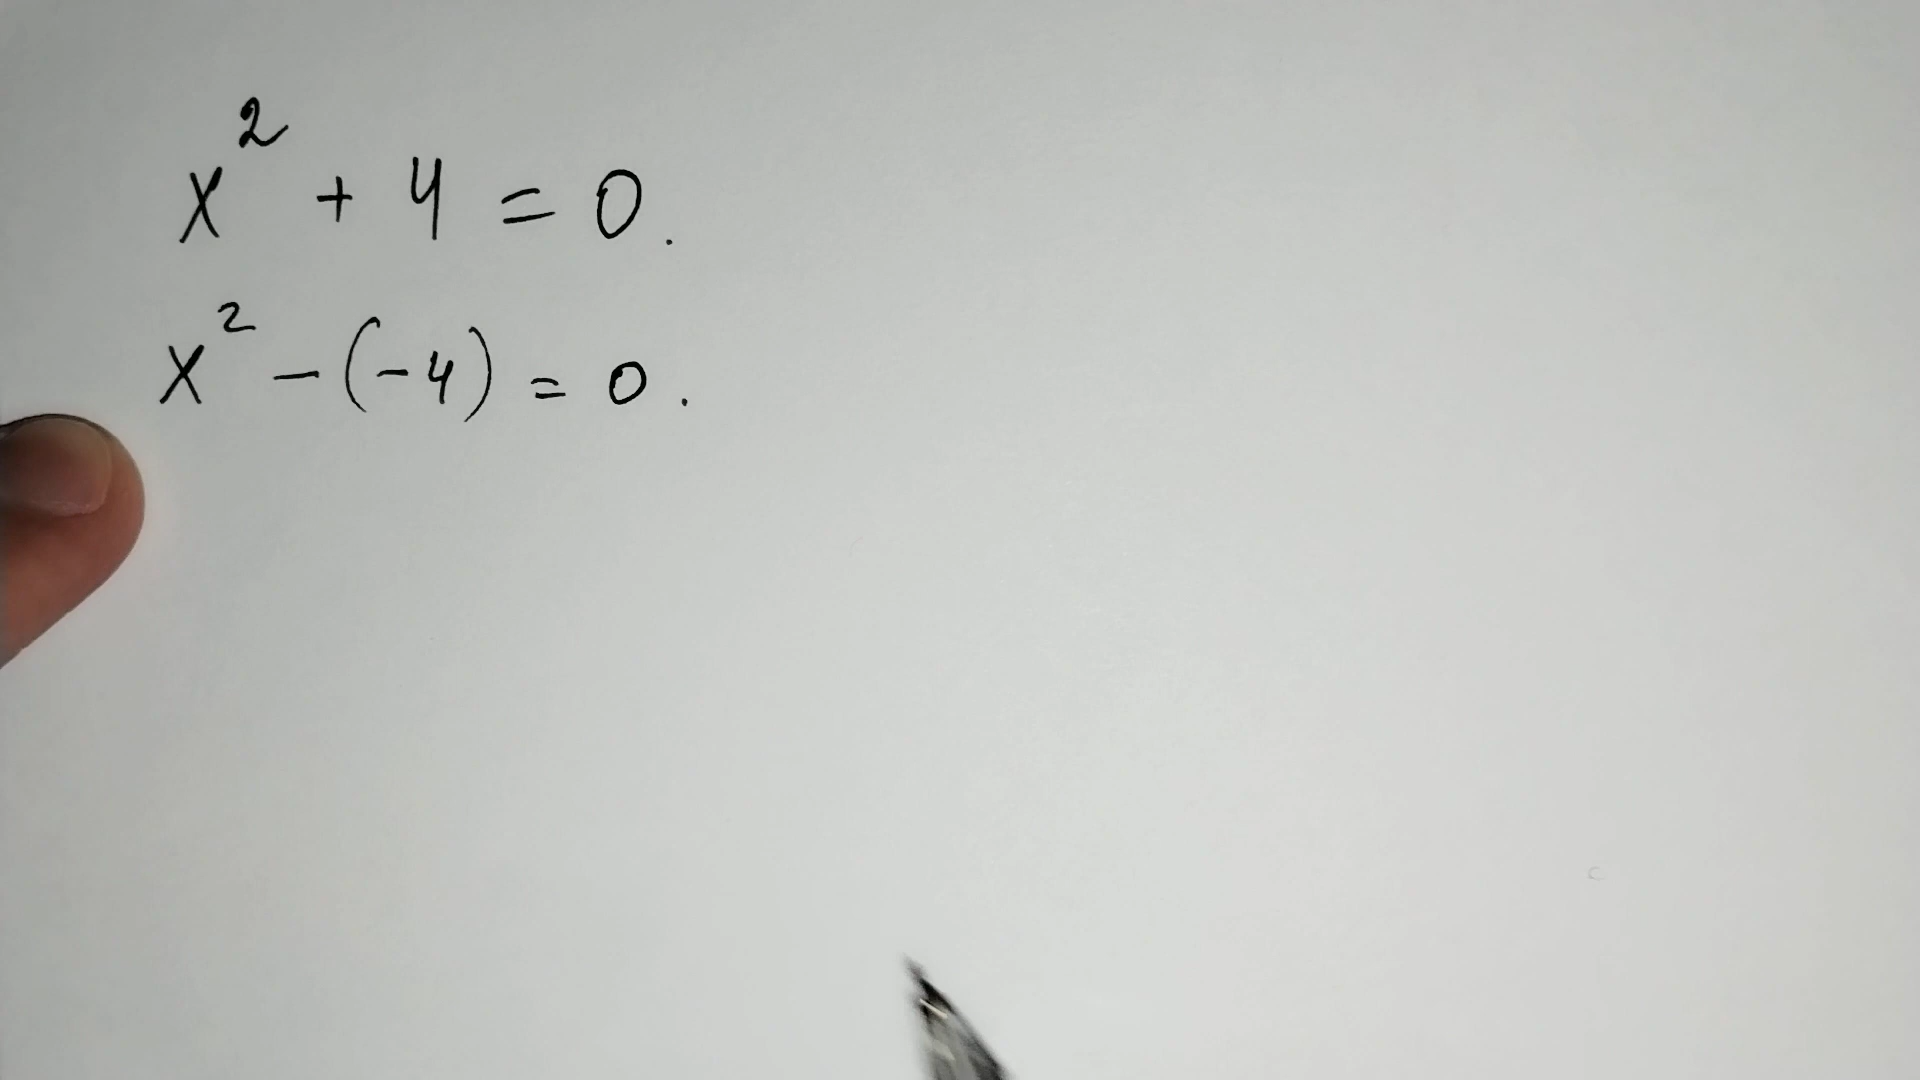 x² + 4 = 0.
x² - (-4) = 0.